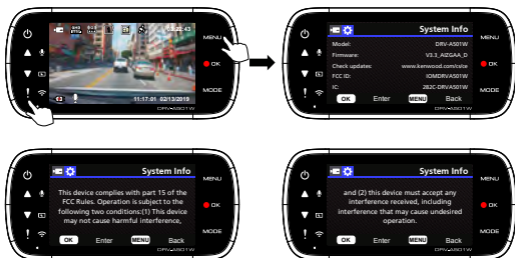 MENU
OK
MODE
11:17:01 02/13/2019
DRV-A501W
System Info
Model: DRV-A501W
Firmware: V3.3_AIZGAA_D
Check updates: www.kenwood.com/cs/ce
FCC ID: IOMDRVA501W
IC: 282C-DRVA501W
OK Enter MENU Back
MENU
OK
MODE
DRV-A501W
System Info
This device complies with part 15 of the
FCC Rules. Operation is subject to the
following two conditions:(1) This device
may not cause harmful interference,
OK Enter MENU Back
MENU
OK
MODE
DRV-A501W
System Info
and (2) this device must accept any
interference received, including
interference that may cause undesired
operation.
OK Enter MENU Back
MENU
OK
MODE
DRV-A501W